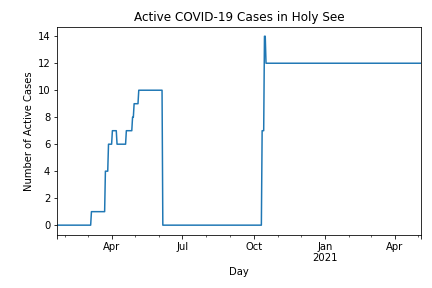 Active COVID-19 Cases in Holy See
Number of Active Cases
14
12
10
8
6
4
2
0
Apr
Jul
Oct
Jan
2021
Apr
Day